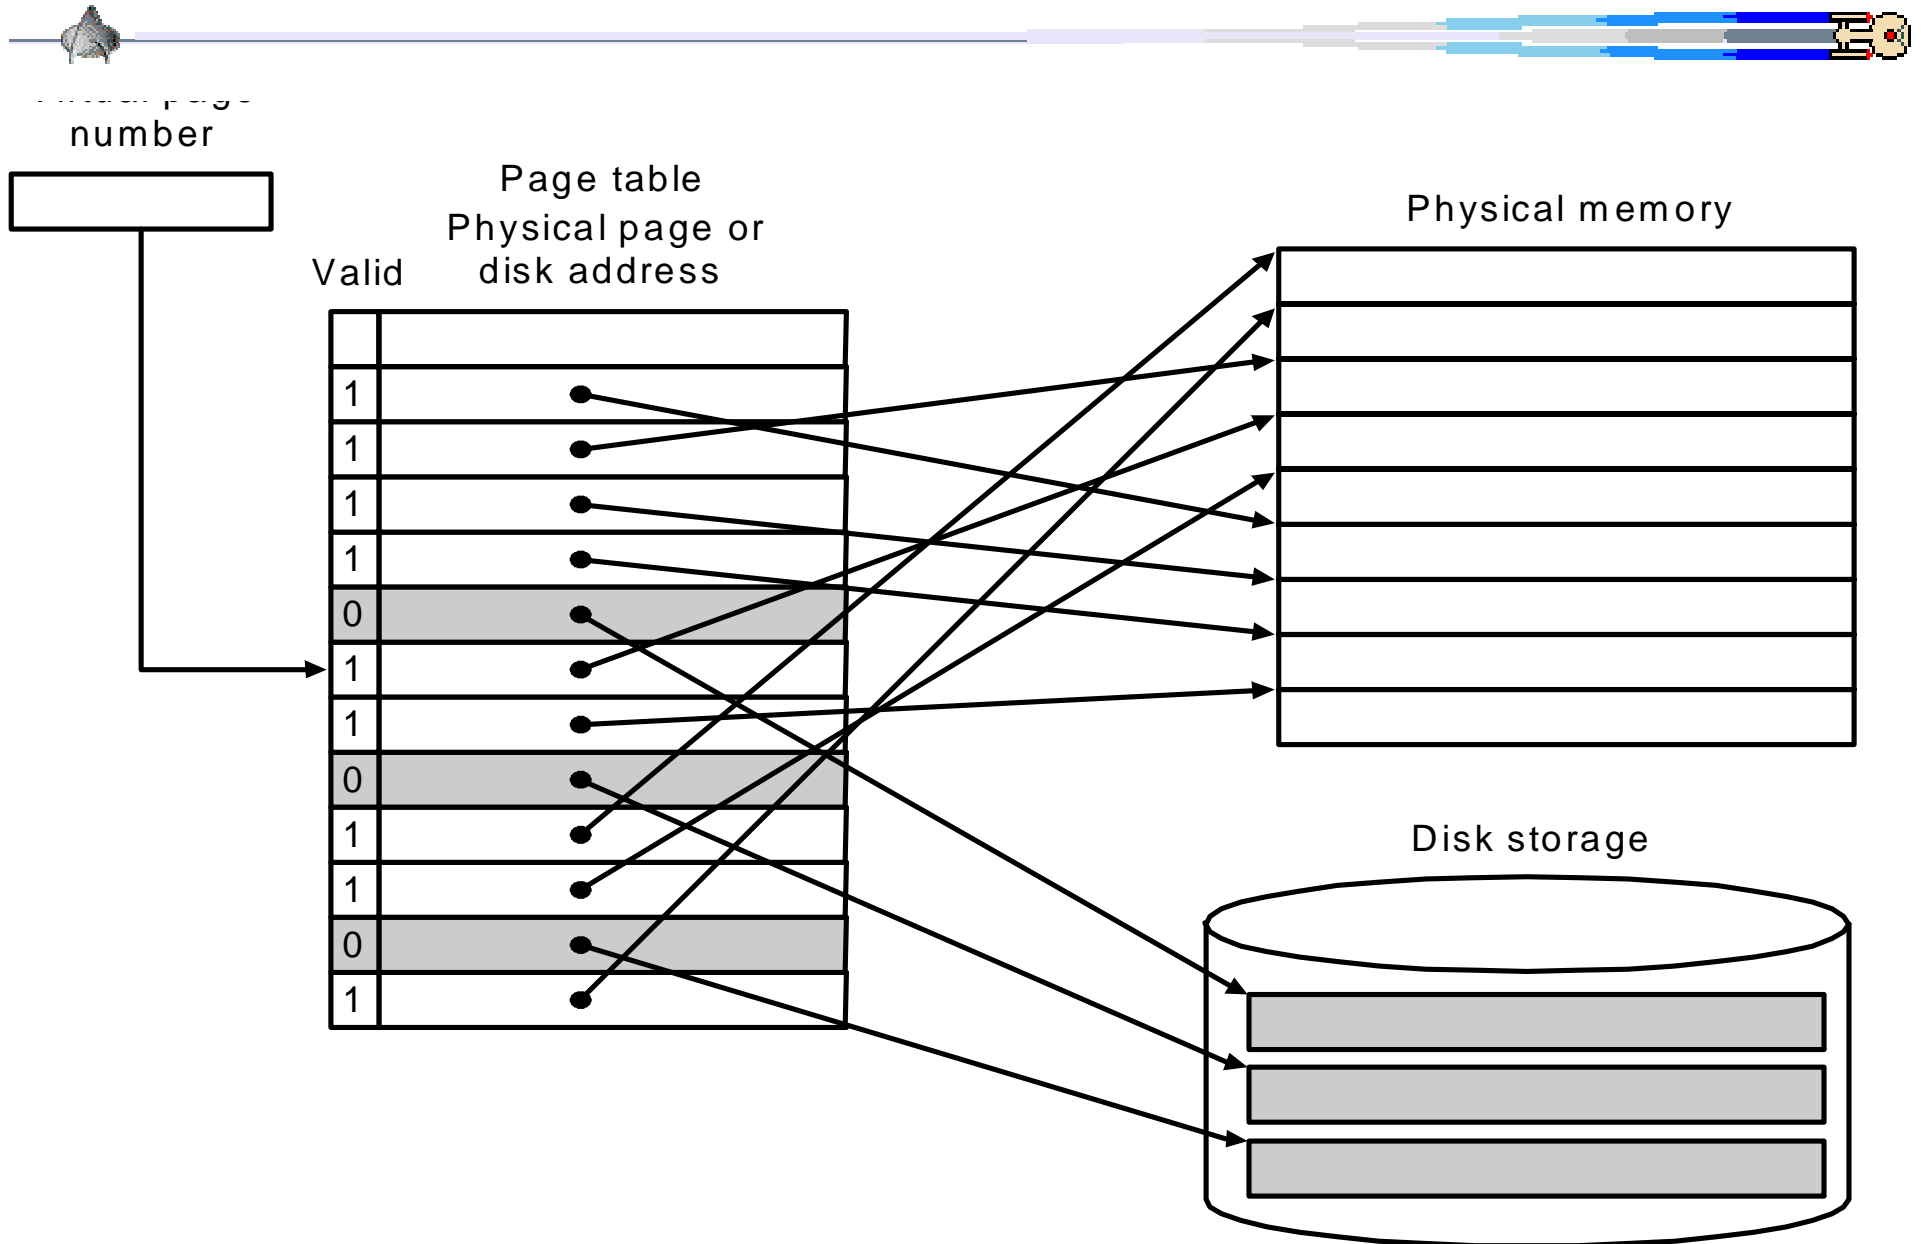 number
Page table
Physical page or
disk address
Valid
Physical memory
1
1
1
1
0
1
1
0
1
1
0
1
Disk storage